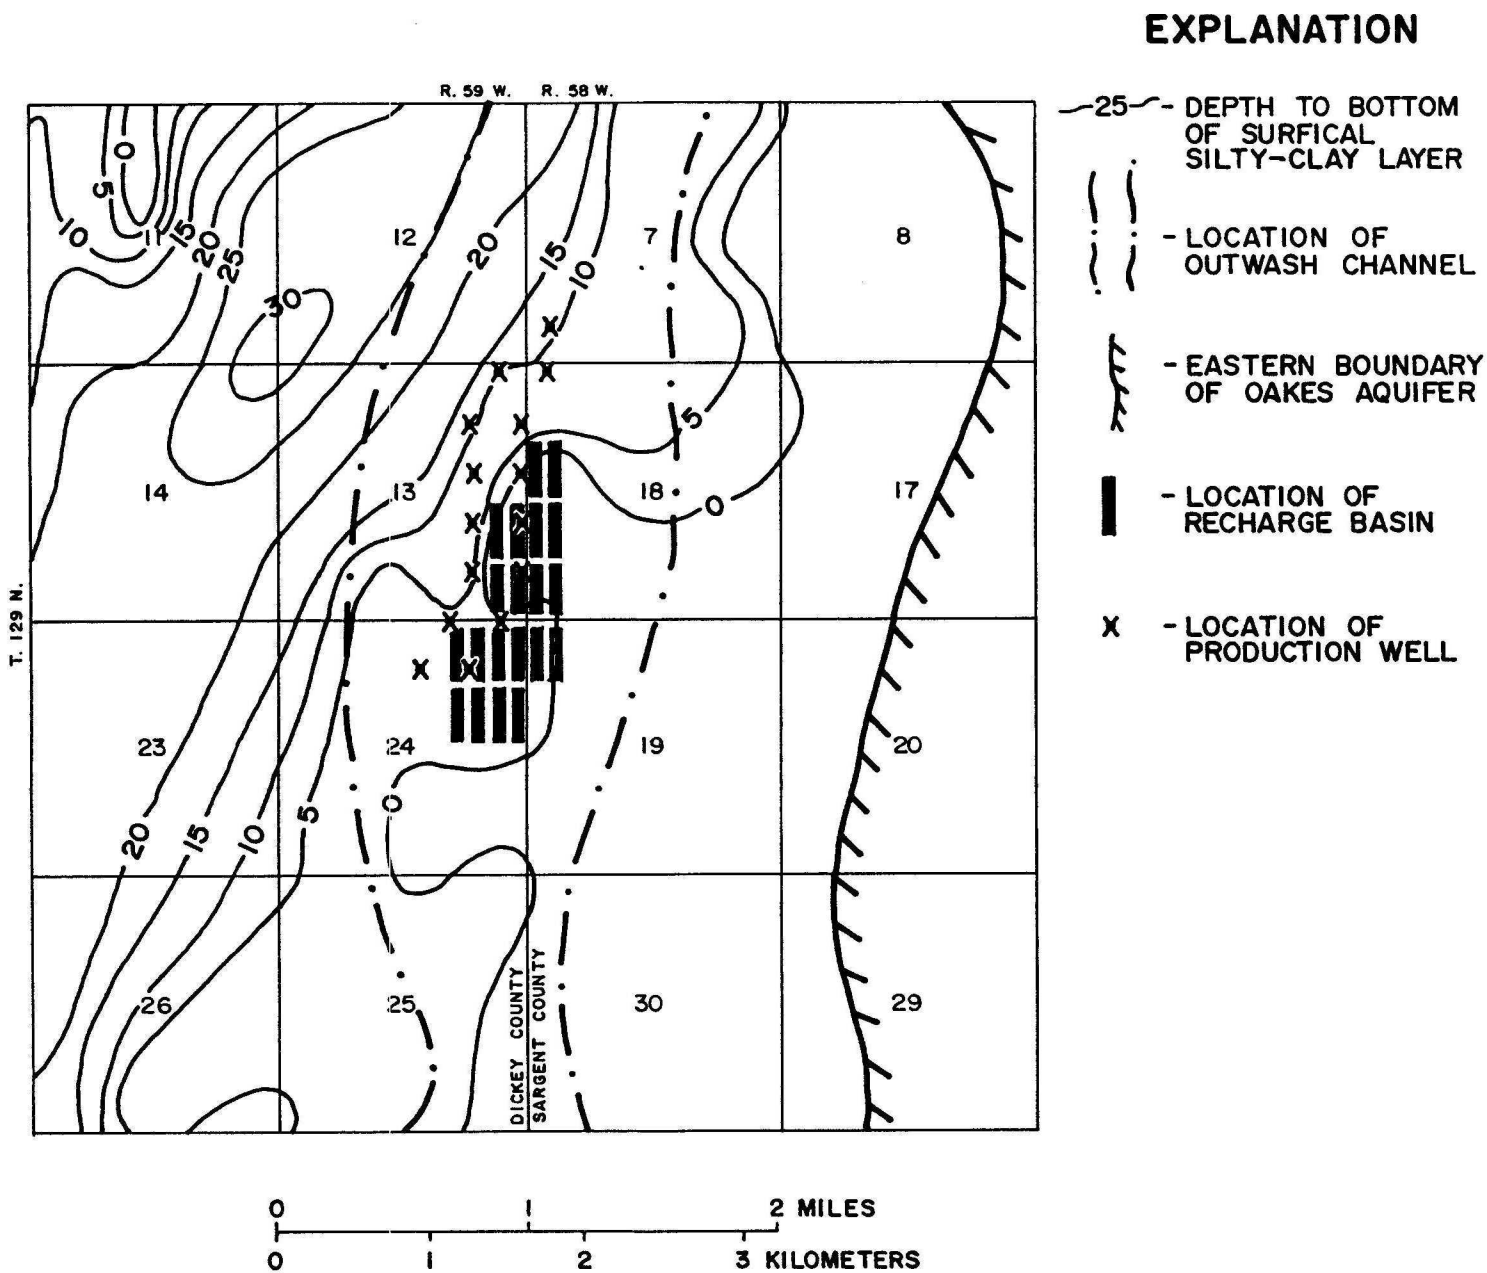 EXPLANATION
R. 59 W. R. 58 W.
25 - DEPTH TO BOTTOM
OF SURFICAL
SILTY-CLAY LAYER
- LOCATION OF
OUTWASH CHANNEL
- EASTERN BOUNDARY
OF OAKES AQUIFER
- LOCATION OF
RECHARGE BASIN
X - LOCATION OF
PRODUCTION WELL
0
5
10 11 15 20 25 12 20 15 10 7 8
30
5
14 13 18 0 17
T. 129 N.
23 24 19 20
0
20 15 10 5
26 25 30 29
DICKEY COUNTY
SARGENT COUNTY
0 1 2 MILES
0 1 2 3 KILOMETERS